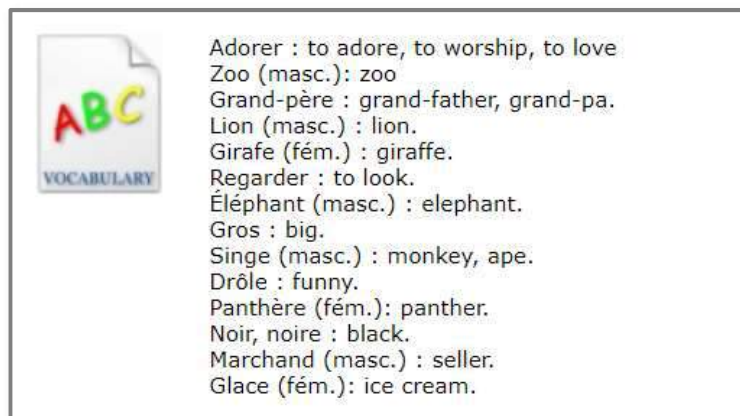 ABC
VOCABULARY
Adorer : to adore, to worship, to love
Zoo (masc.): zoo
Grand-père : grand-father, grand-pa.
Lion (masc.) : lion.
Girafe (fém.) : giraffe.
Regarder : to look.
Éléphant (masc.) : elephant.
Gros : big.
Singe (masc.) : monkey, ape.
Drôle : funny.
Panthère (fém.): panther.
Noir, noire : black.
Marchand (masc.) : seller.
Glace (fém.): ice cream.